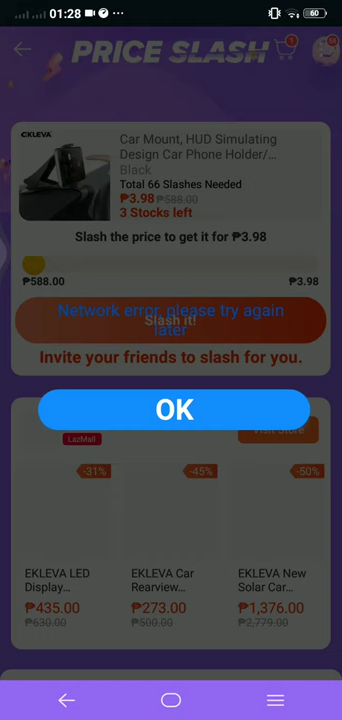 01:28
60
PRICE SLASH
1
EKLEVA
Car Mount, HUD Simulating
Design Car Phone Holder/...
Black
Total 66 Slashes Needed
₱3.98 ₱588.00
3 Stocks left
Slash the price to get it for ₱3.98
₱588.00 ₱3.98
Slash it!
Network error, please try again
later
Invite your friends to slash for you.
OK
LazMall
Visit Store
-31% -45% -50%
EKLEVA LED EKLEVA Car EKLEVA New
Display... Rearview... Solar Car...
₱435.00 ₱273.00 ₱1,376.00
₱630.00 ₱500.00 ₱2,779.00